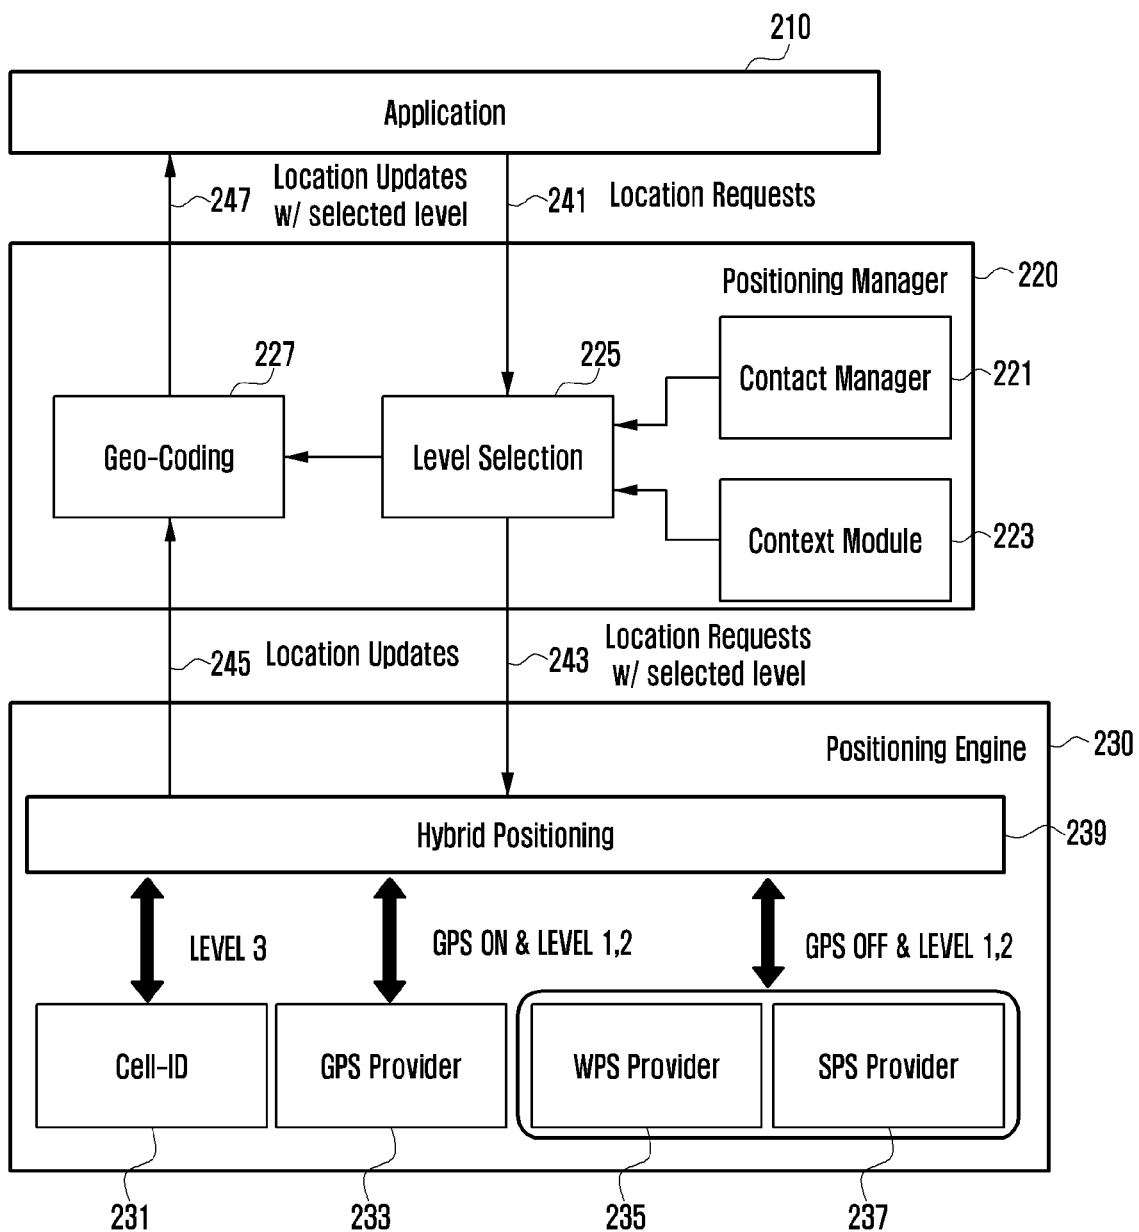 210
Application
Location Updates
w/ selected level
247
241
Location Requests
Positioning Manager
220
227
225
Contact Manager
221
Geo-Coding
Level Selection
Context Module
223
245
Location Updates
243
Location Requests
w/ selected level
Positioning Engine
230
Hybrid Positioning
239
LEVEL 3
GPS ON & LEVEL 1,2
GPS OFF & LEVEL 1,2
Cell-ID
GPS Provider
WPS Provider
SPS Provider
231
233
235
237